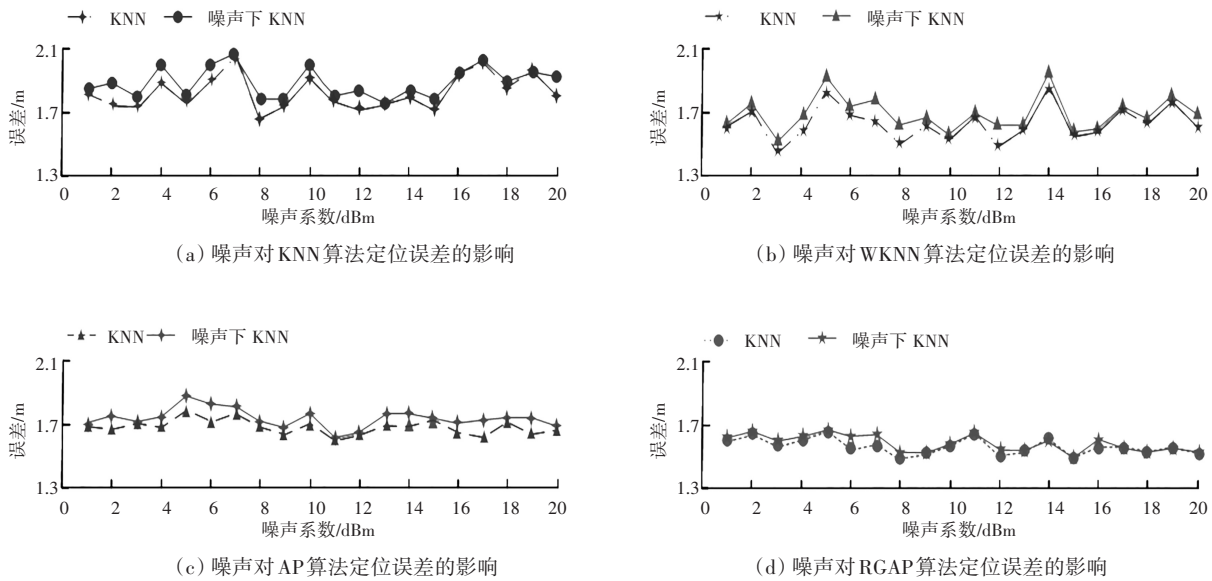 KNN 噪声下 KNN
2.1
1.7
1.3
误差/m
0 2 4 6 8 10 12 14 16 18 20
噪声系数/dBm
(a) 噪声对KNN算法定位误差的影响
KNN 噪声下 KNN
2.1
1.7
1.3
误差/m
0 2 4 6 8 10 12 14 16 18 20
噪声系数/dBm
(b) 噪声对WKNN算法定位误差的影响
KNN 噪声下 KNN
2.1
1.7
1.3
误差/m
0 2 4 6 8 10 12 14 16 18 20
噪声系数/dBm
(c) 噪声对AP算法定位误差的影响
KNN 噪声下 KNN
2.1
1.7
1.3
误差/m
0 2 4 6 8 10 12 14 16 18 20
噪声系数/dBm
(d) 噪声对RGAP算法定位误差的影响